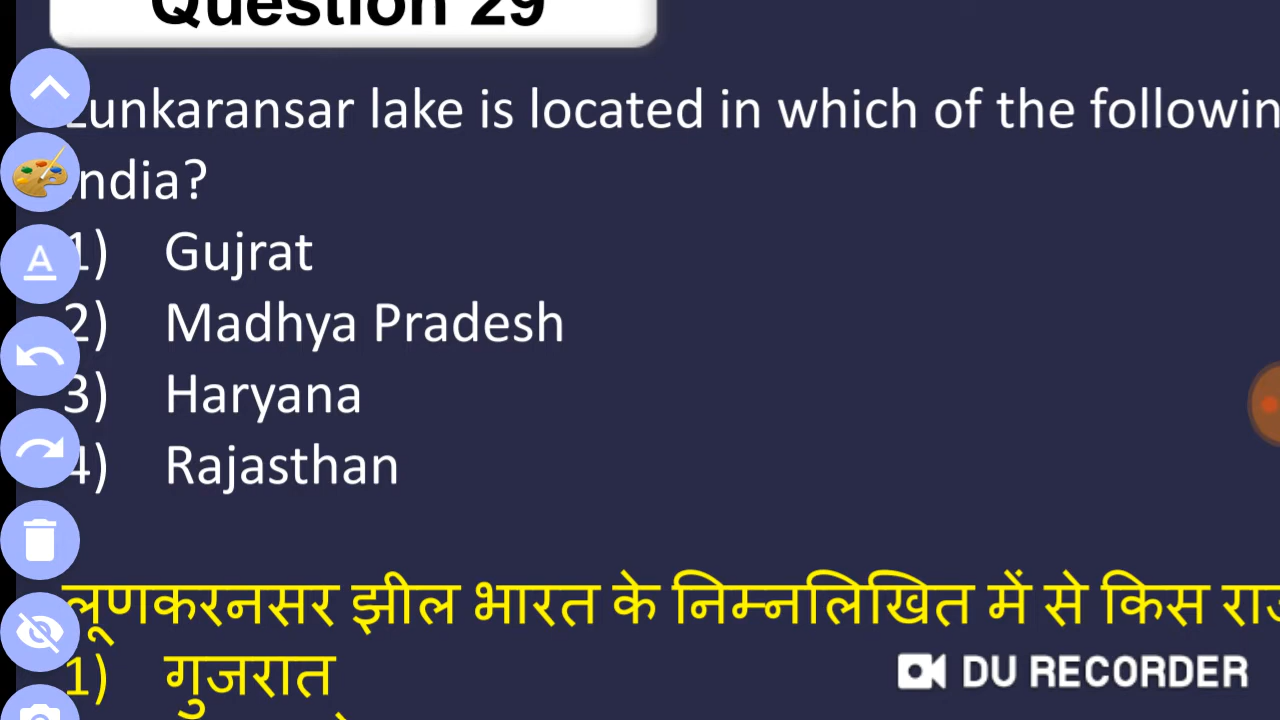 Question 29
Lunkaransar lake is located in which of the
India?
1) Gujrat
2) Madhya Pradesh
3) Haryana
4) Rajasthan
लूणकरनसर झील भारत के निम्नलिखित में से किस
1) गुजरात
DU RECORDER